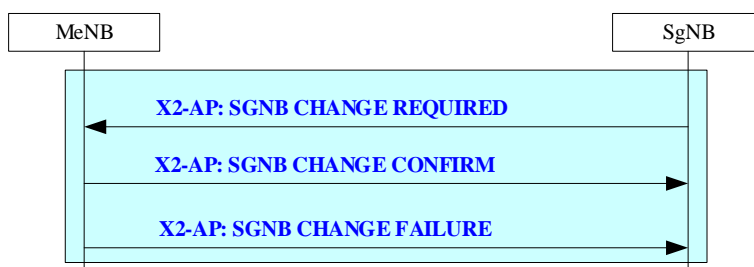 MeNB
SgNB
X2-AP: SGNB CHANGE REQUIRED
X2-AP: SGNB CHANGE CONFIRM
X2-AP: SGNB CHANGE FAILURE